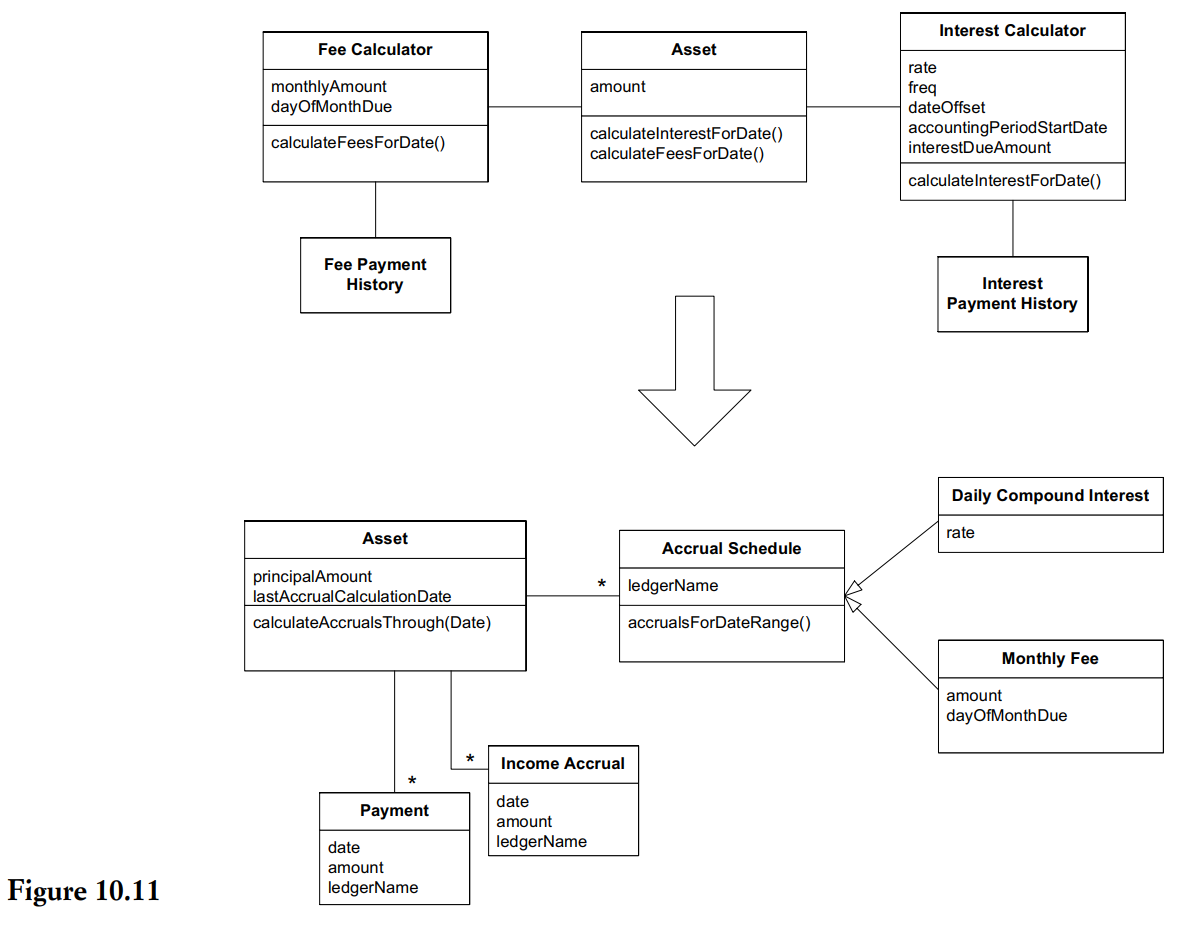 Fee Calculator
monthlyAmount
dayOfMonthDue
calculateFeesForDate()
Asset
amount
calculateInterestForDate()
calculateFeesForDate()
Interest Calculator
rate
freq
dateOffset
accountingPeriodStartDate
interestDueAmount
calculateInterestForDate()
Fee Payment
History
Interest
Payment History
Asset
principalAmount
lastAccrualCalculationDate
calculateAccrualsThrough(Date)
*
Accrual Schedule
ledgerName
accrualsForDateRange()
Daily Compound Interest
rate
Monthly Fee
amount
dayOfMonthDue
*
Income Accrual
date
amount
ledgerName
*
Payment
date
amount
ledgerName
Figure 10.11